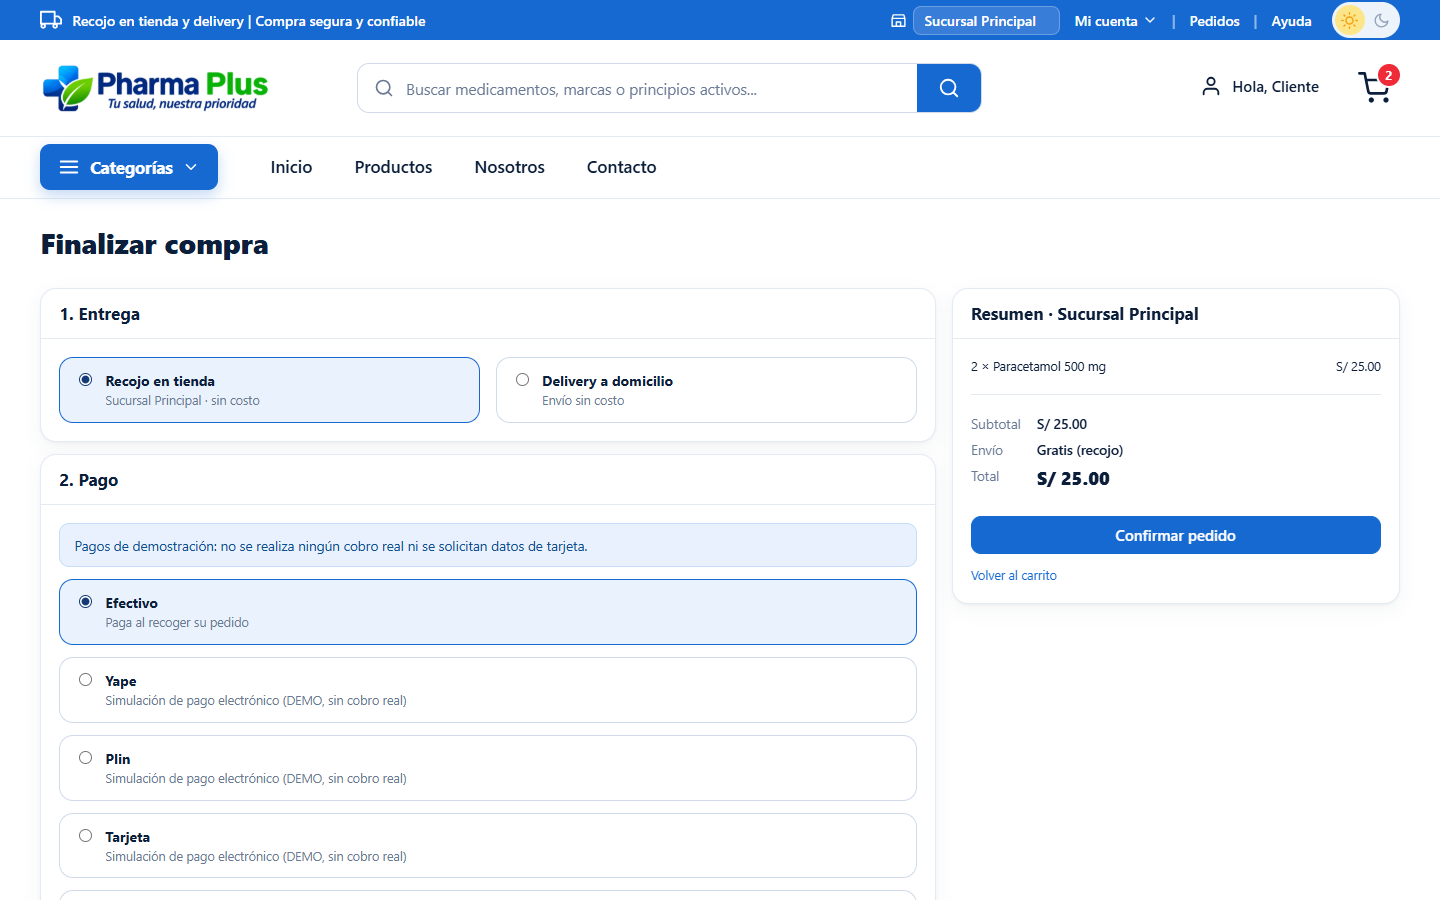 Recojo en tienda y delivery | Compra segura y confiable
Sucursal Principal
Mi cuenta | Pedidos | Ayuda
Pharma Plus
Tu salud, nuestra prioridad
Buscar medicamentos, marcas o principios activos...
Hola, Cliente
2
Categorías
Inicio
Productos
Nosotros
Contacto
Finalizar compra
1. Entrega
Recojo en tienda
Sucursal Principal · sin costo
Delivery a domicilio
Envío sin costo
2. Pago
Pagos de demostración: no se realiza ningún cobro real ni se solicitan datos de tarjeta.
Efectivo
Paga al recoger su pedido
Yape
Simulación de pago electrónico (DEMO, sin cobro real)
Plin
Simulación de pago electrónico (DEMO, sin cobro real)
Tarjeta
Simulación de pago electrónico (DEMO, sin cobro real)
Resumen · Sucursal Principal
2 × Paracetamol 500 mg S/ 25.00
Subtotal S/ 25.00
Envío Gratis (recojo)
Total S/ 25.00
Confirmar pedido
Volver al carrito